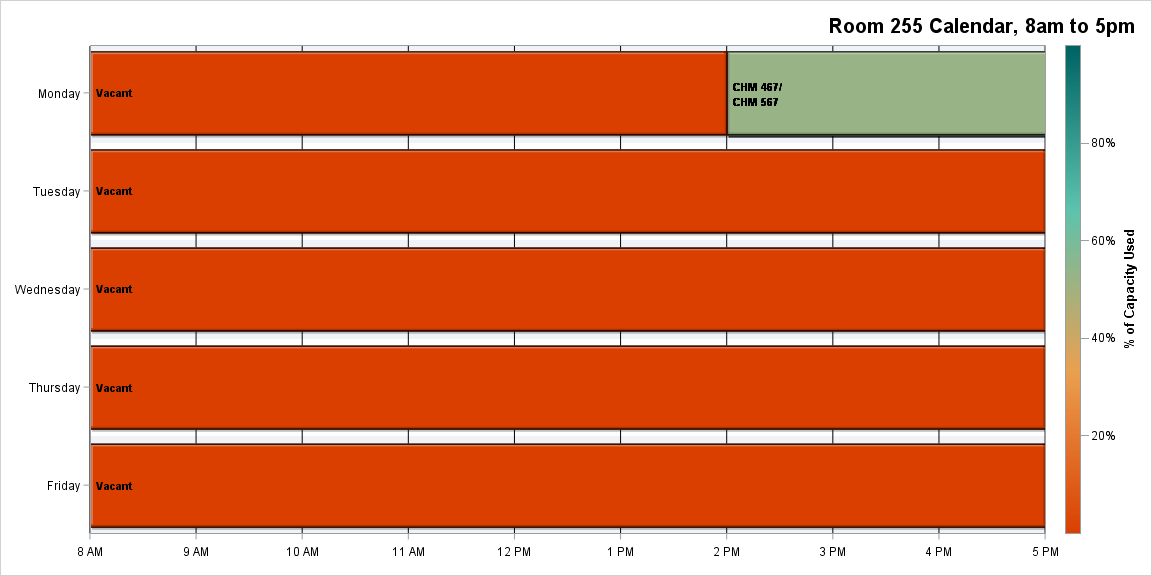 Room 255 Calendar, 8am to 5pm
Monday
Vacant
CHM 467/
CHM 567
Tuesday
Vacant
Wednesday
Vacant
Thursday
Vacant
Friday
Vacant
8 AM 9 AM 10 AM 11 AM 12 PM 1 PM 2 PM 3 PM 4 PM 5 PM
80%
60%
40%
20%
% of Capacity Used